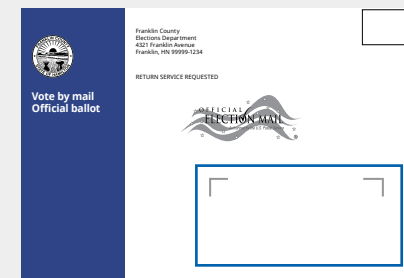 Franklin County
Elections Department
4321 Franklin Avenue
Franklin, HN 99999-1234
RETURN SERVICE REQUESTED
Vote by mail
Official ballot
OFFICIAL
ELECTION MAIL
®